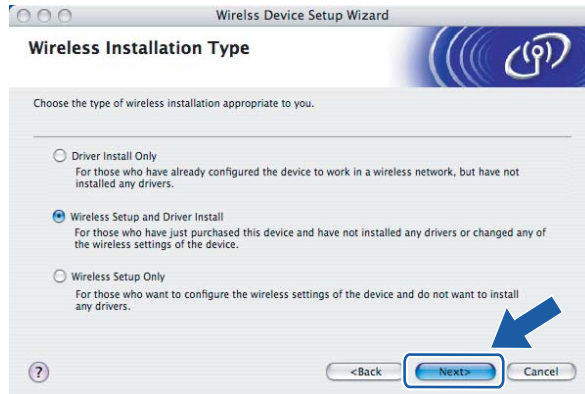 Wirelss Device Setup Wizard
Wireless Installation Type
Choose the type of wireless installation appropriate to you.
Driver Install Only
For those who have already configured the device to work in a wireless network, but have not
installed any drivers.
Wireless Setup and Driver Install
For those who have just purchased this device and have not installed any drivers or changed any of
the wireless settings of the device.
Wireless Setup Only
For those who want to configure the wireless settings of the device and do not want to install
any drivers.
? <Back Next> Cancel